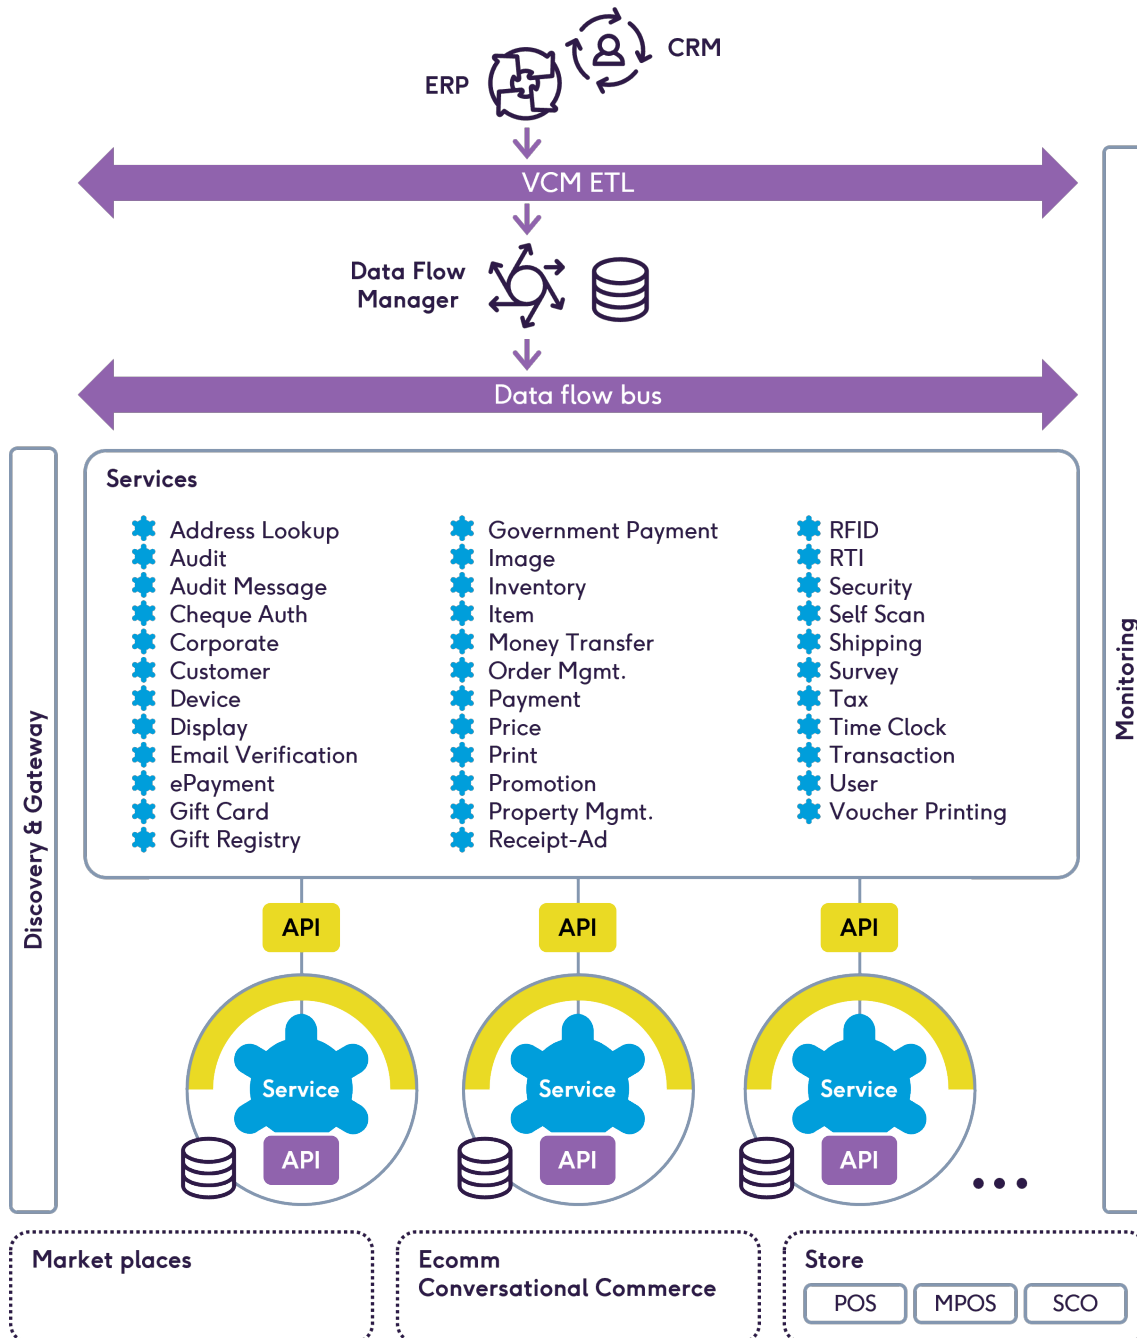 CRM
ERP
VCM ETL
Data Flow
Manager
Data flow bus
Services
Address Lookup
Audit
Audit Message
Cheque Auth
Corporate
Customer
Device
Display
Email Verification
ePayment
Gift Card
Gift Registry
Government Payment
Image
Inventory
Item
Money Transfer
Order Mgmt.
Payment
Price
Print
Promotion
Property Mgmt.
Receipt-Ad
RFID
RTI
Security
Self Scan
Shipping
Survey
Tax
Time Clock
Transaction
User
Voucher Printing
Discovery & Gateway
Monitoring
API
API
API
Service
Service
Service
API
API
API
Market places
Ecomm
Conversational Commerce
Store
POS
MPOS
SCO